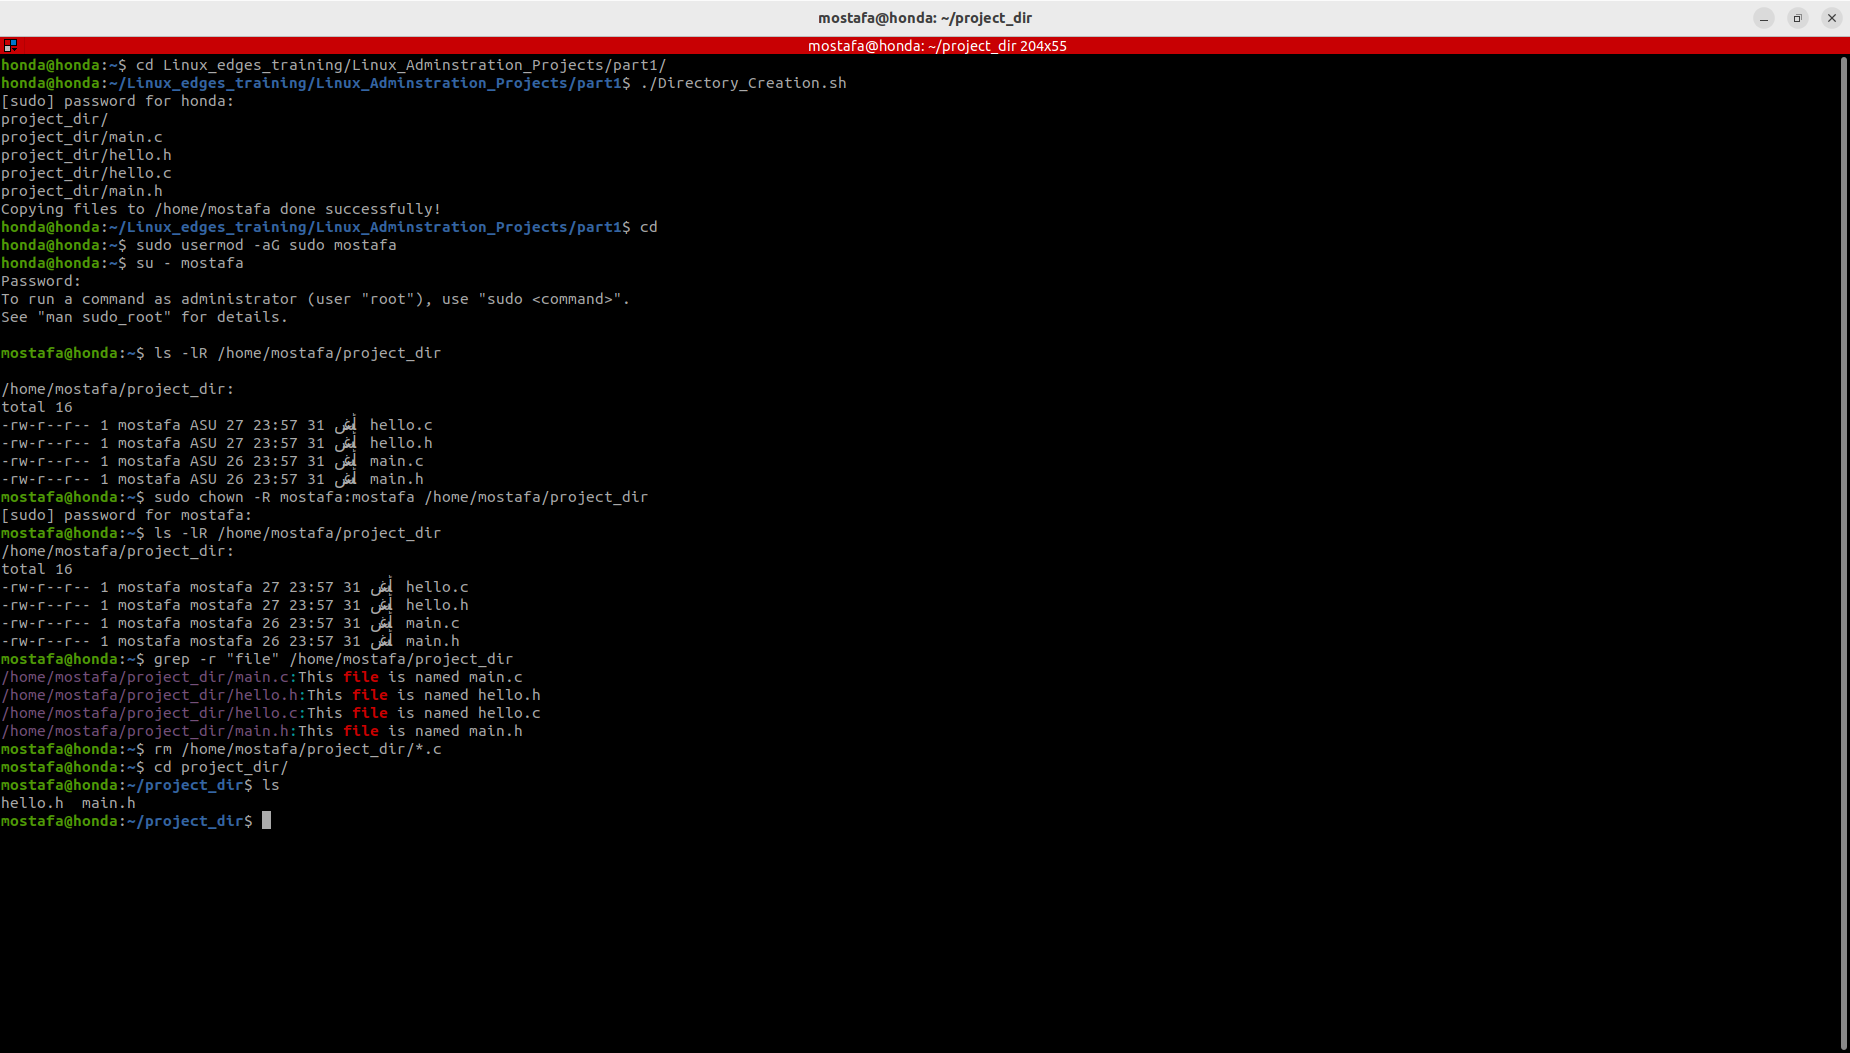 mostafa@honda: ~/project_dir
mostafa@honda: ~/project_dir 204x55
honda@honda:~$ cd Linux_edges_training/Linux_Adminstration_Projects/part1/
honda@honda:~/Linux_edges_training/Linux_Adminstration_Projects/part1$ ./Directory_Creation.sh
[sudo] password for honda:
project_dir/
project_dir/main.c
project_dir/hello.h
project_dir/hello.c
project_dir/main.h
Copying files to /home/mostafa done successfully!
honda@honda:~/Linux_edges_training/Linux_Adminstration_Projects/part1$ cd
honda@honda:~$ sudo usermod -aG sudo mostafa
honda@honda:~$ su - mostafa
Password:
To run a command as administrator (user "root"), use "sudo <command>".
See "man sudo_root" for details.
mostafa@honda:~$ ls -lR /home/mostafa/project_dir
/home/mostafa/project_dir:
total 16
-rw-r--r-- 1 mostafa ASU 27 23:57 31 hello.c
-rw-r--r-- 1 mostafa ASU 27 23:57 31 hello.h
-rw-r--r-- 1 mostafa ASU 26 23:57 31 main.c
-rw-r--r-- 1 mostafa ASU 26 23:57 31 main.h
mostafa@honda:~$ sudo chown -R mostafa:mostafa /home/mostafa/project_dir
[sudo] password for mostafa:
mostafa@honda:~$ ls -lR /home/mostafa/project_dir
/home/mostafa/project_dir:
total 16
-rw-r--r-- 1 mostafa mostafa 27 23:57 31 hello.c
-rw-r--r-- 1 mostafa mostafa 27 23:57 31 hello.h
-rw-r--r-- 1 mostafa mostafa 26 23:57 31 main.c
-rw-r--r-- 1 mostafa mostafa 26 23:57 31 main.h
mostafa@honda:~$ grep -r "file" /home/mostafa/project_dir
/home/mostafa/project_dir/main.c:This file is named main.c
/home/mostafa/project_dir/hello.h:This file is named hello.h
/home/mostafa/project_dir/hello.c:This file is named hello.c
/home/mostafa/project_dir/main.h:This file is named main.h
mostafa@honda:~$ rm /home/mostafa/project_dir/*.c
mostafa@honda:~$ cd project_dir/
mostafa@honda:~/project_dir$ ls
hello.h  main.h
mostafa@honda:~/project_dir$